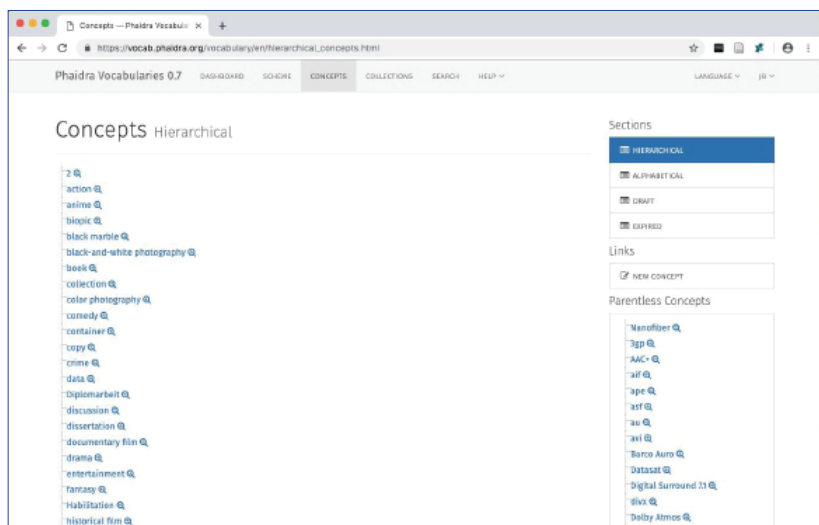 Concepts — Phaidra Vocabula
https://vocab.phaidra.org/vocabulary/en/hierarchical_concepts.html
Phaidra Vocabularies 0.7 DASHBOARD SCHEME CONCEPTS COLLECTIONS SEARCH HELP LANGUAGE JB
Concepts Hierarchical
2
action
anime
biopic
black marble
black-and-white photography
book
collection
color photography
comedy
container
copy
crime
data
Diplomarbeit
discussion
dissertation
documentary film
drama
entertainment
fantasy
Habilitation
historical film
Sections
HIERARCHICAL
ALPHABETICAL
DRAFT
EXPIRED
Links
NEW CONCEPT
Parentless Concepts
Nanofiber
3gp
AAC+
aif
ape
asf
au
avi
Barco Auro
Datasat
Digital Surround 7.1
divx
Dolby Atmos